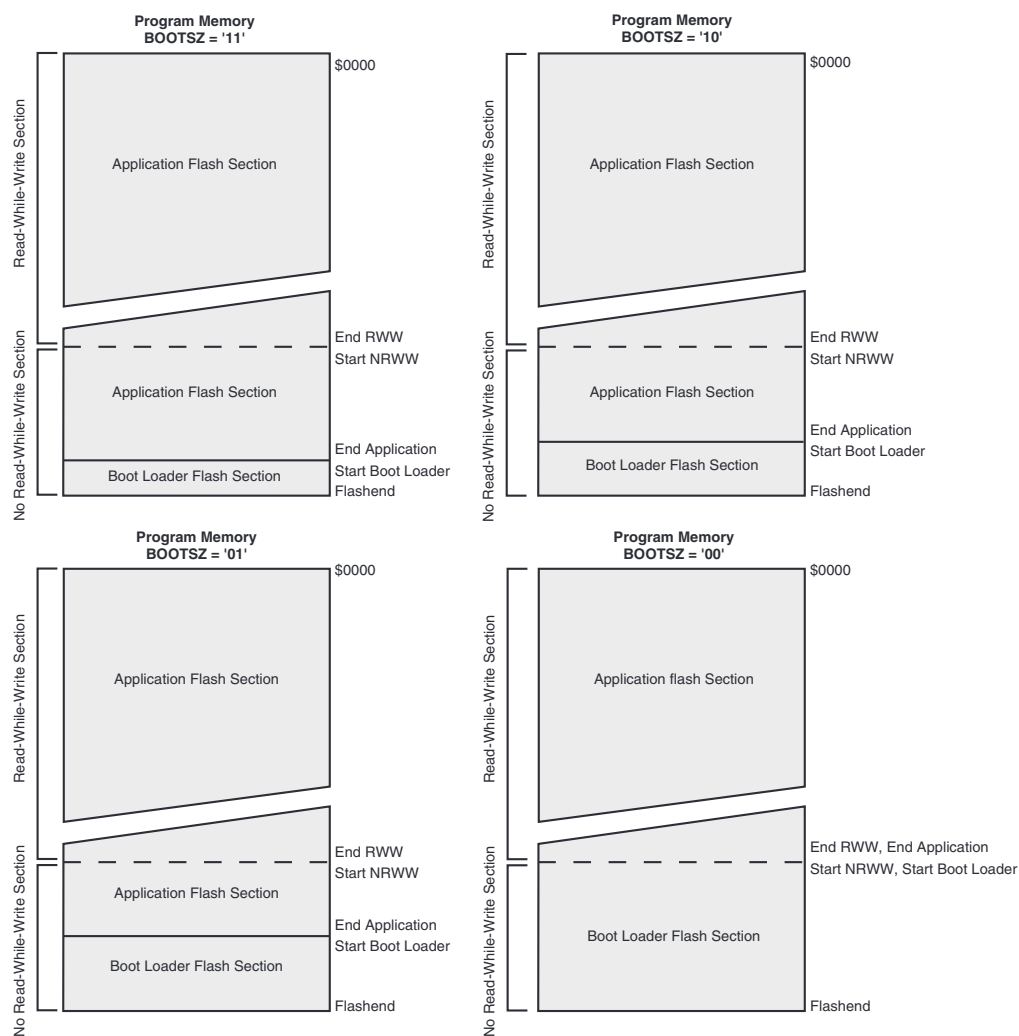 Program Memory
BOOTSZ = '11'
$0000
Read-While-Write Section
Application Flash Section
End RWW
Start NRWW
No Read-While-Write Section
Application Flash Section
End Application
Start Boot Loader
Boot Loader Flash Section
Flashend
Program Memory
BOOTSZ = '10'
$0000
Read-While-Write Section
Application Flash Section
End RWW
Start NRWW
No Read-While-Write Section
Application Flash Section
End Application
Start Boot Loader
Boot Loader Flash Section
Flashend
Program Memory
BOOTSZ = '01'
$0000
Read-While-Write Section
Application Flash Section
End RWW
Start NRWW
No Read-While-Write Section
Application Flash Section
End Application
Start Boot Loader
Boot Loader Flash Section
Flashend
Program Memory
BOOTSZ = '00'
$0000
Read-While-Write Section
Application flash Section
End RWW, End Application
Start NRWW, Start Boot Loader
No Read-While-Write Section
Boot Loader Flash Section
Flashend